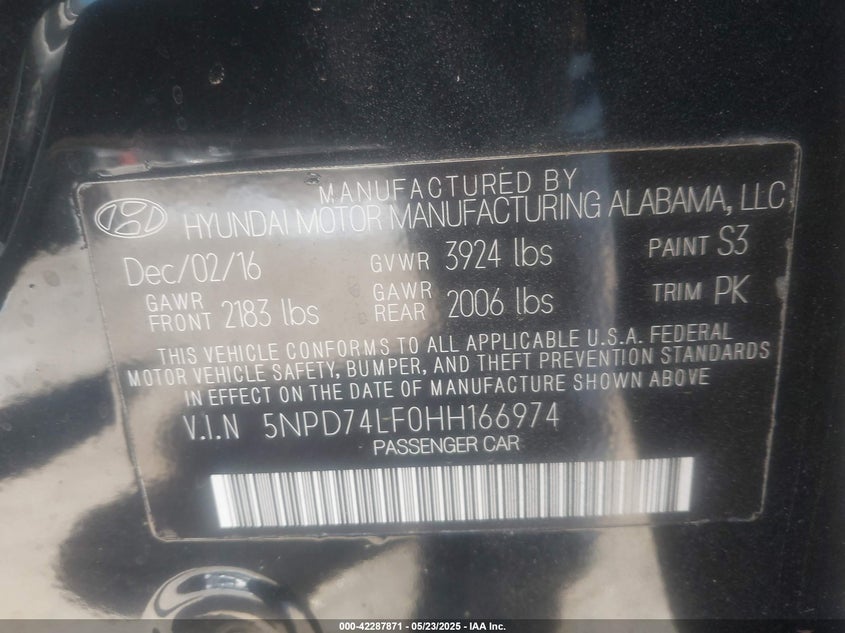 MANUFACTURED BY
HYUNDAI MOTOR MANUFACTURING ALABAMA, LLC
Dec/02/16 GVWR 3924 lbs PAINT S3
GAWR FRONT 2183 lbs GAWR REAR 2006 lbs TRIM PK
THIS VEHICLE CONFORMS TO ALL APPLICABLE U.S.A. FEDERAL
MOTOR VEHICLE SAFETY, BUMPER, AND THEFT PREVENTION STANDARDS
IN EFFECT ON THE DATE OF MANUFACTURE SHOWN ABOVE
V.I.N 5NPD74LF0HH166974
PASSENGER CAR
000-42287871 - 05/23/2025 - IAA Inc.